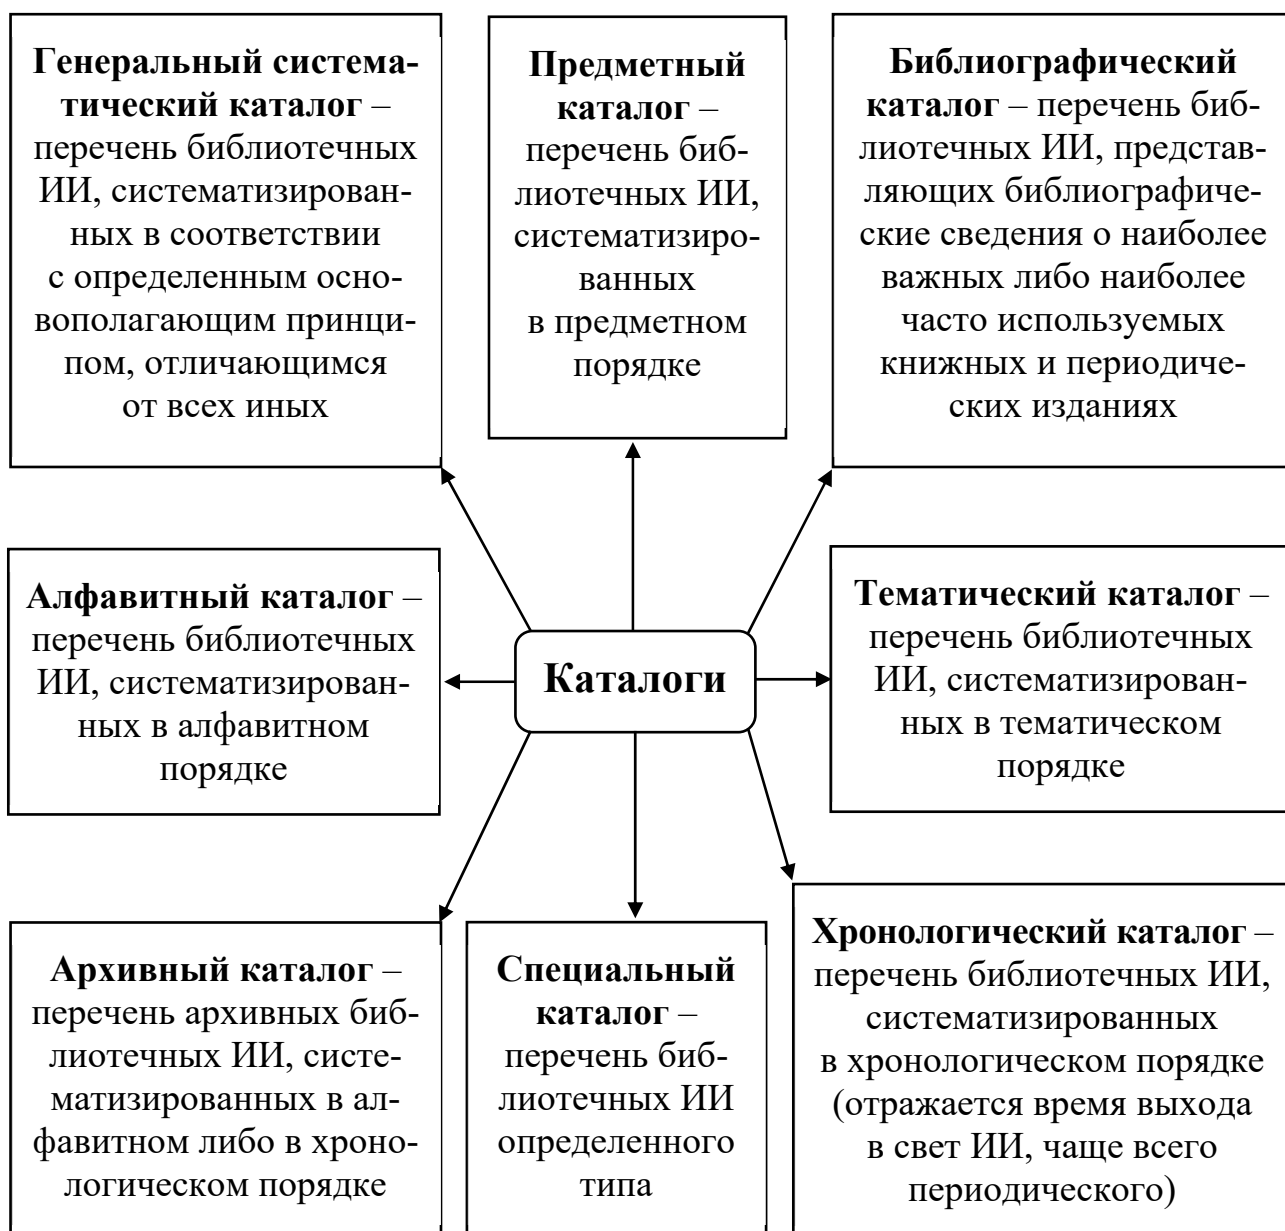 Генеральный система-
тический каталог –
перечень библиотечных
ИИ, систематизирован-
ных в соответствии
с определенным осно-
вополагающим принци-
пом, отличающимся
от всех иных
Предметный
каталог –
перечень биб-
лиотечных ИИ,
систематизиро-
ванных
в предметном
порядке
Библиографический
каталог – перечень биб-
лиотечных ИИ, представ-
ляющих библиографиче-
ские сведения о наиболее
важных либо наиболее
часто используемых
книжных и периодиче-
ских изданиях
Алфавитный каталог –
перечень библиотечных
ИИ, систематизирован-
ных в алфавитном
порядке
Каталоги
Тематический каталог –
перечень библиотечных
ИИ, систематизирован-
ных в тематическом
порядке
Архивный каталог –
перечень архивных биб-
лиотечных ИИ, систе-
матизированных в ал-
фавитном либо в хроно-
логическом порядке
Специальный
каталог –
перечень биб-
лиотечных ИИ
определенного
типа
Хронологический каталог –
перечень библиотечных ИИ,
систематизированных
в хронологическом порядке
(отражается время выхода
в свет ИИ, чаще всего
периодического)